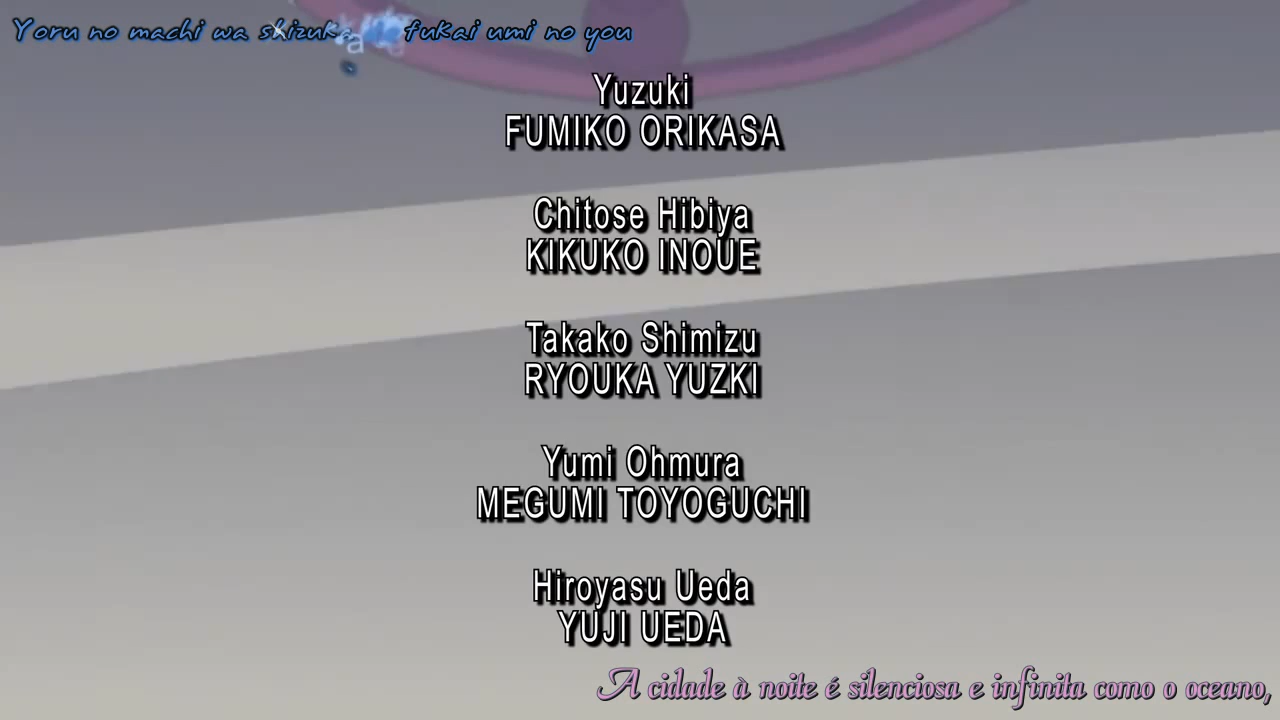 Yoru no machi wa shizuka fukai umi no you
Yuzuki
FUMIKO ORIKASA
Chitose Hibiya
KIKUKO INOUE
Takako Shimizu
RYOUKA YUZKI
Yumi Ohmura
MEGUMI TOYOGUCHI
Hiroyasu Ueda
YUJI UEDA
A cidade à noite é silenciosa e infinita como o oceano,